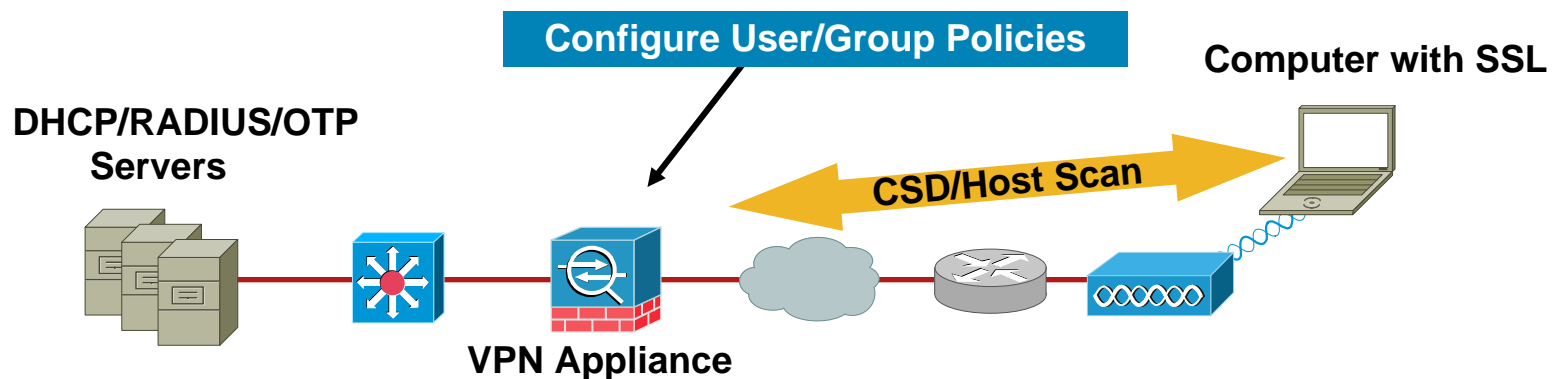 Configure User/Group Policies
Computer with SSL
DHCP/RADIUS/OTP
Servers
CSD/Host Scan
VPN Appliance